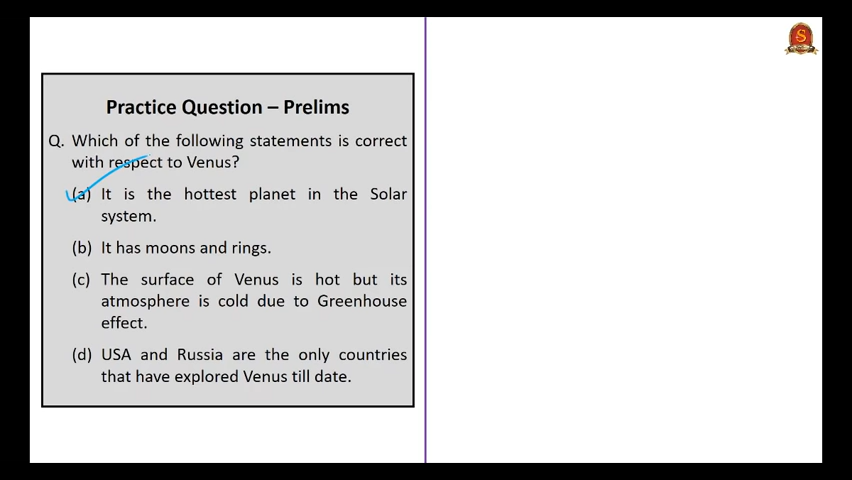 Practice Question – Prelims
Q. Which of the following statements is correct
with respect to Venus?
(a) It is the hottest planet in the Solar
system.
(b) It has moons and rings.
(c) The surface of Venus is hot but its
atmosphere is cold due to Greenhouse
effect.
(d) USA and Russia are the only countries
that have explored Venus till date.
S